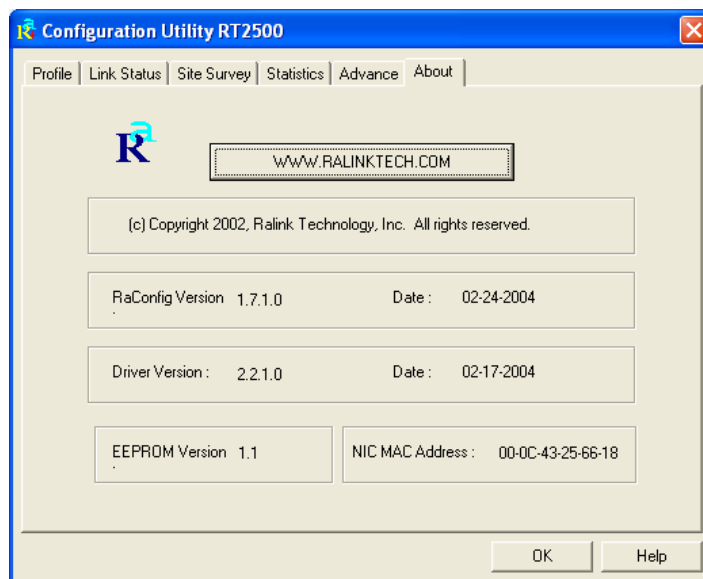 Configuration Utility RT2500
Profile Link Status Site Survey Statistics Advance About
Ra
WWW.RALINKTECH.COM
(c) Copyright 2002, Ralink Technology, Inc. All rights reserved.
RaConfig Version : 1.7.1.0 Date : 02-24-2004
Driver Version : 2.2.1.0 Date : 02-17-2004
EEPROM Version : 1.1 NIC MAC Address : 00-0C-43-25-66-18
OK Help